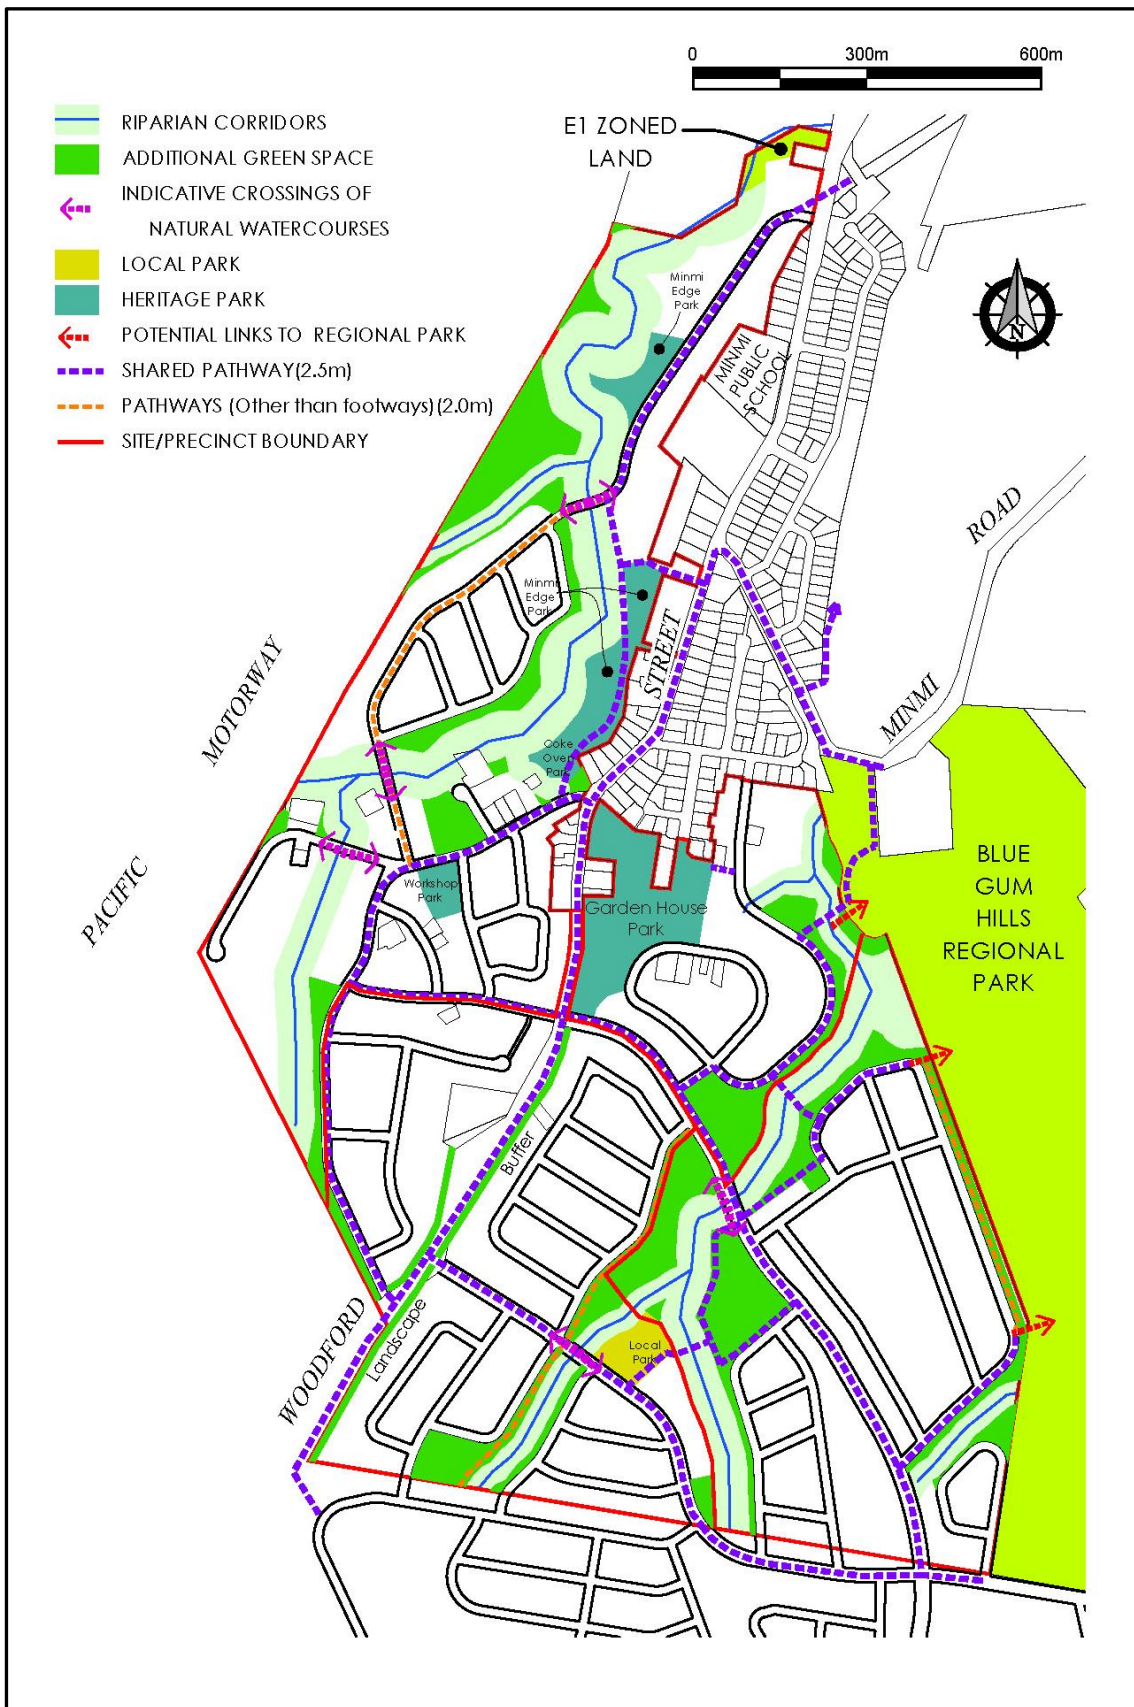 0 300m 600m
RIPARIAN CORRIDORS
ADDITIONAL GREEN SPACE
INDICATIVE CROSSINGS OF
NATURAL WATERCOURSES
LOCAL PARK
HERITAGE PARK
POTENTIAL LINKS TO REGIONAL PARK
SHARED PATHWAY(2.5m)
PATHWAYS (Other than footways)(2.0m)
SITE/PRECINCT BOUNDARY
E1 ZONED
LAND
Minmi
Edge
Park
N
MINMI
PUBLIC
SCHOOL
ROAD
Minmi
Edge
Park
STREET
MOTORWAY
MINMI
Coke
Oven
Park
PACIFIC
Workshop
Park
Garden House
Park
BLUE
GUM
HILLS
REGIONAL
PARK
Buffer
WOODFORD
Landscape
Local
Park